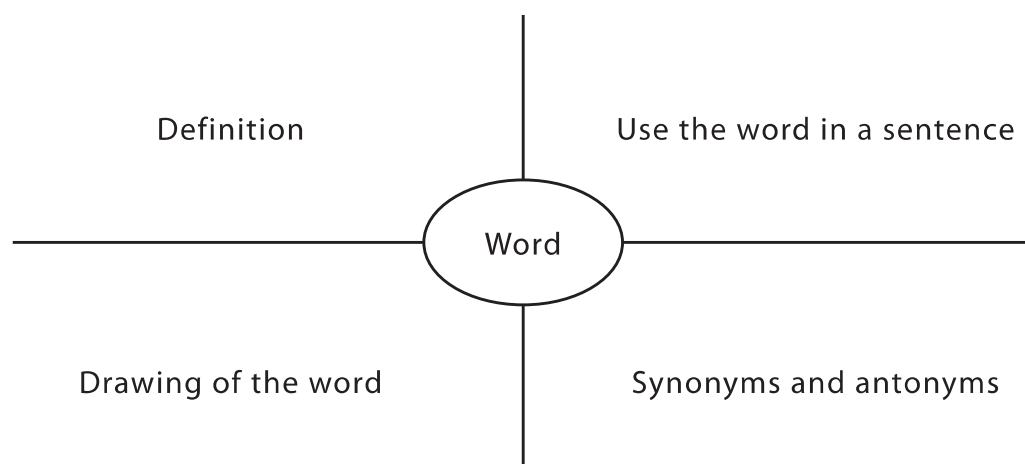 Definition
Use the word in a sentence
Word
Drawing of the word
Synonyms and antonyms